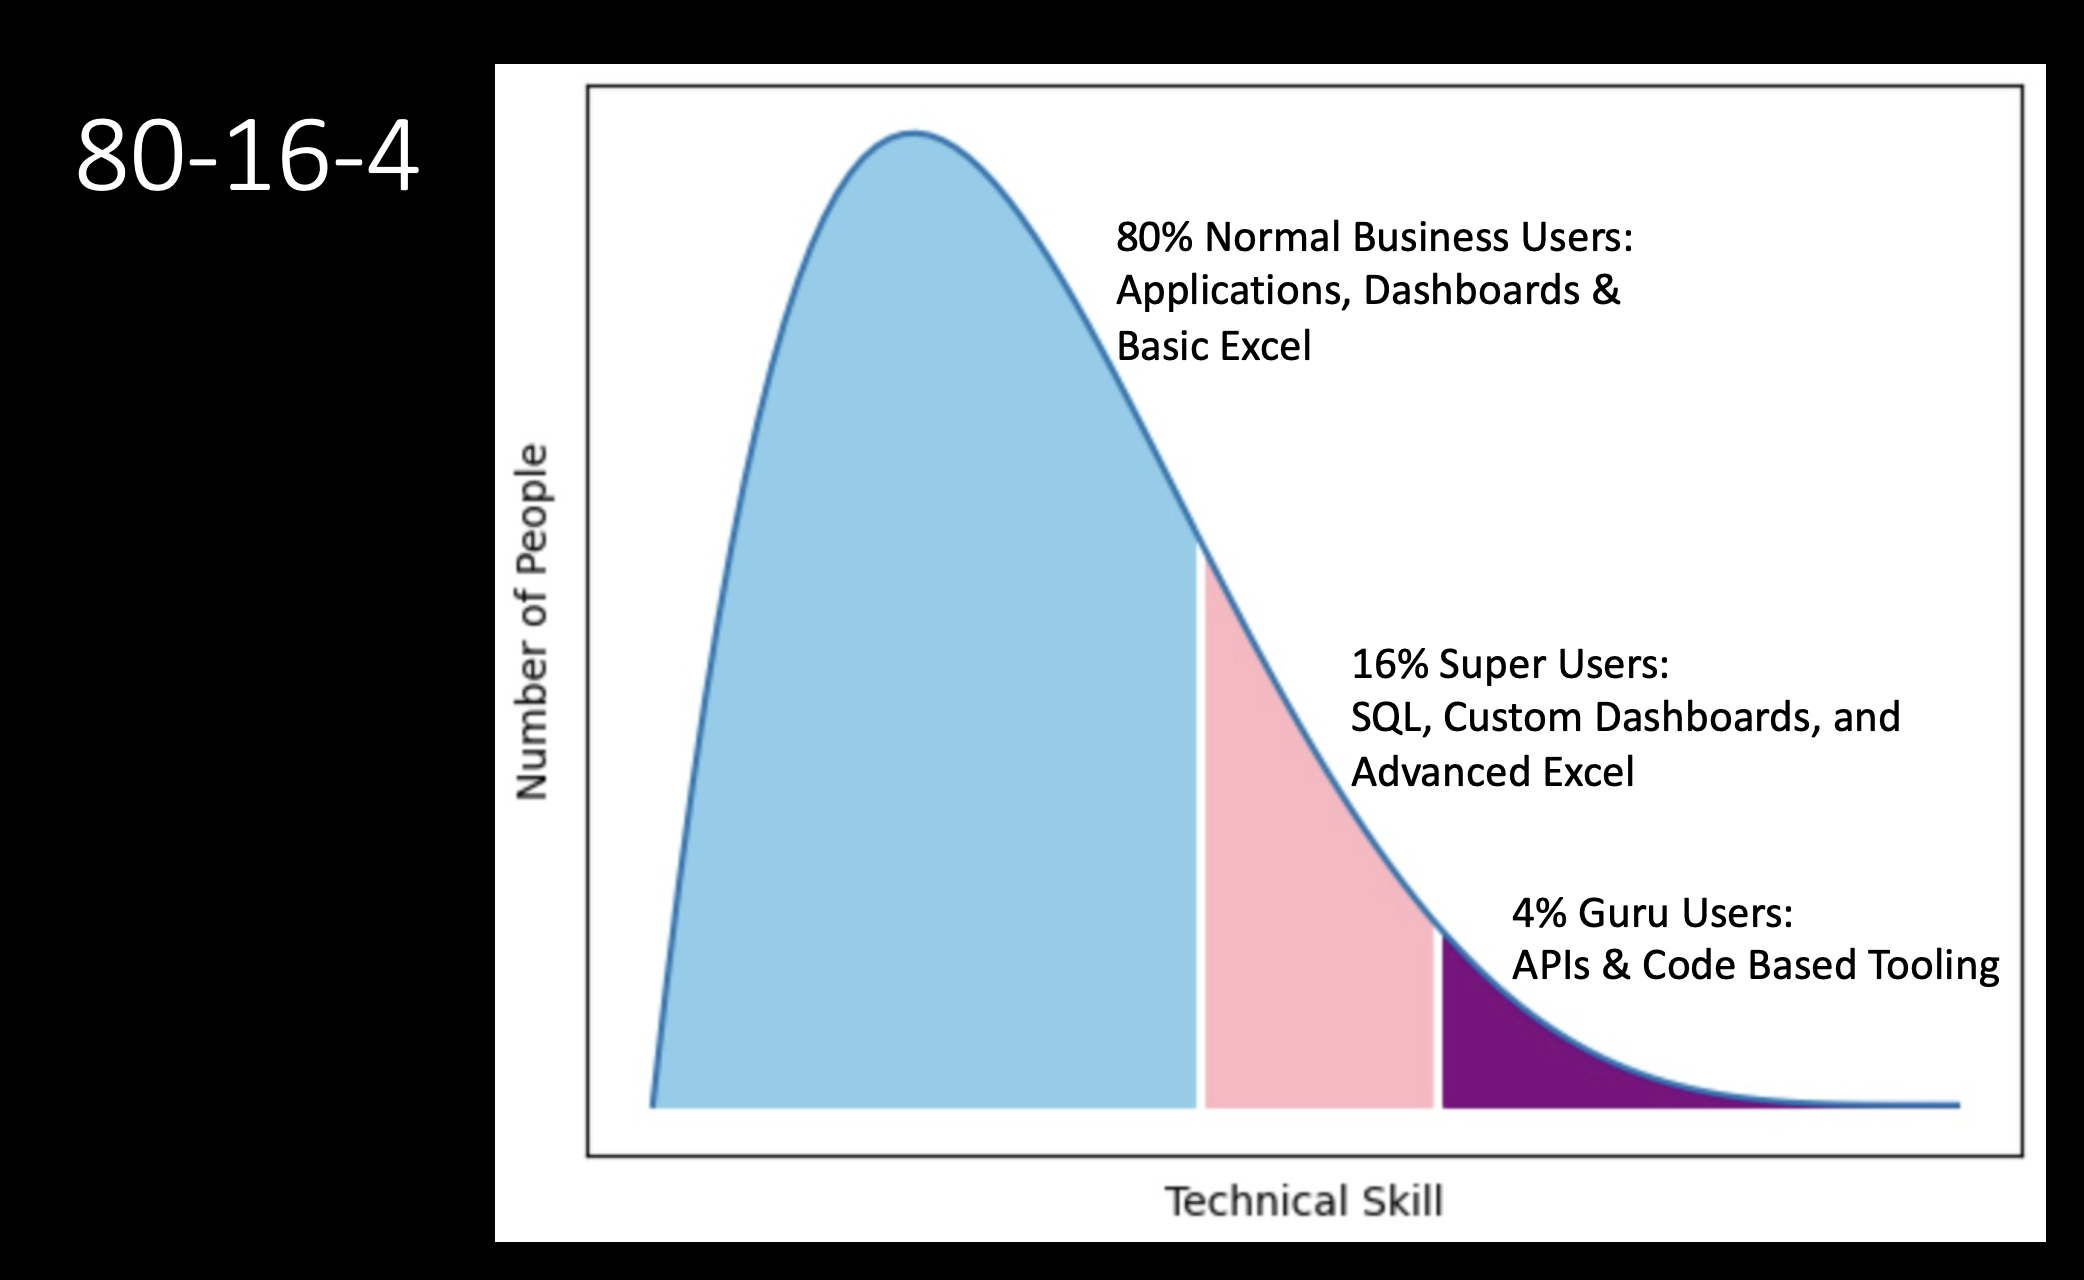 80-16-4
80% Normal Business Users:
Applications, Dashboards &
Basic Excel
Number of People
16% Super Users:
SQL, Custom Dashboards, and
Advanced Excel
4% Guru Users:
APIs & Code Based Tooling
Technical Skill